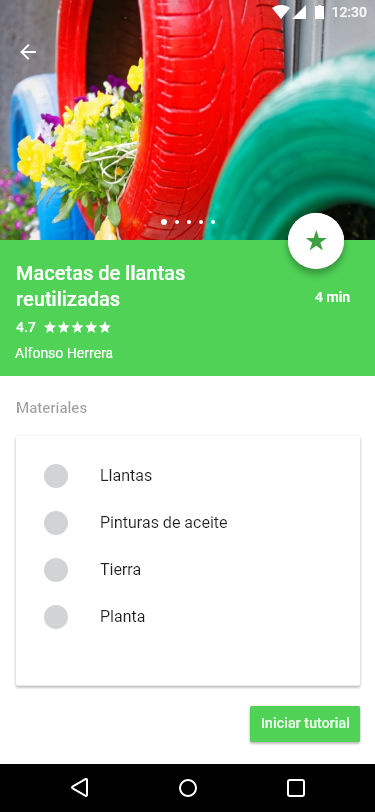 12:30
Macetas de llantas
reutilizadas
4 min
4.7
Alfonso Herrera
Materiales
Llantas
Pinturas de aceite
Tierra
Planta
Iniciar tutorial